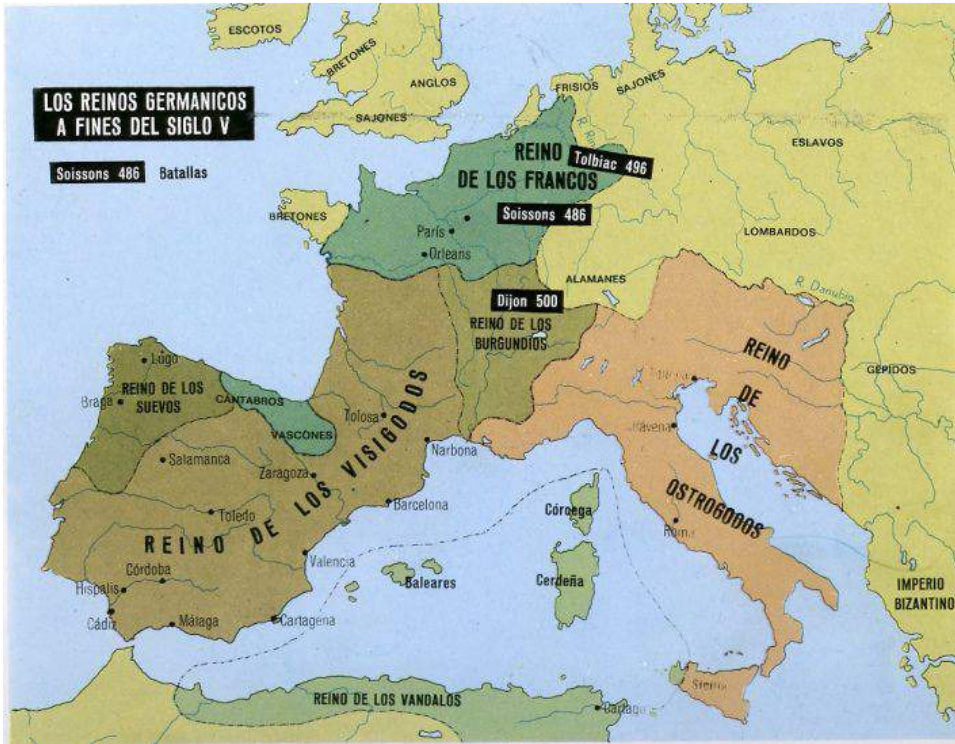 LOS REINOS GERMANICOS
A FINES DEL SIGLO V
Soissons 486 Batallas
ESCOTOS
BRETONES
ANGLOS
SAJONES
FRISIOS
SAJONES
ESLAVOS
REINO
DE LOS FRANCOS
Tolbiac 496
Soissons 486
BRETONES
París
Orleans
LOMBARDOS
ALAMANES
R. Danubio
Dijon 500
REINO DE LOS
BURGUNDIOS
REINO
DE
LOS
OSTROGODOS
GEPIDOS
Lugo
REINO DE LOS
SUEVOS
Braga
CANTABROS
VASCONES
Tolosa
Narbona
Salamanca
Zaragoza
Barcelona
REINO DE LOS VISIGODOS
Toledo
Valencia
Córdoba
Hispalis
Cádiz
Málaga
Cartagena
Baleares
Córcega
Cerdeña
Rávena
Roma
Sicilia
IMPERIO
BIZANTINO
REINO DE LOS VANDALOS
Cartago